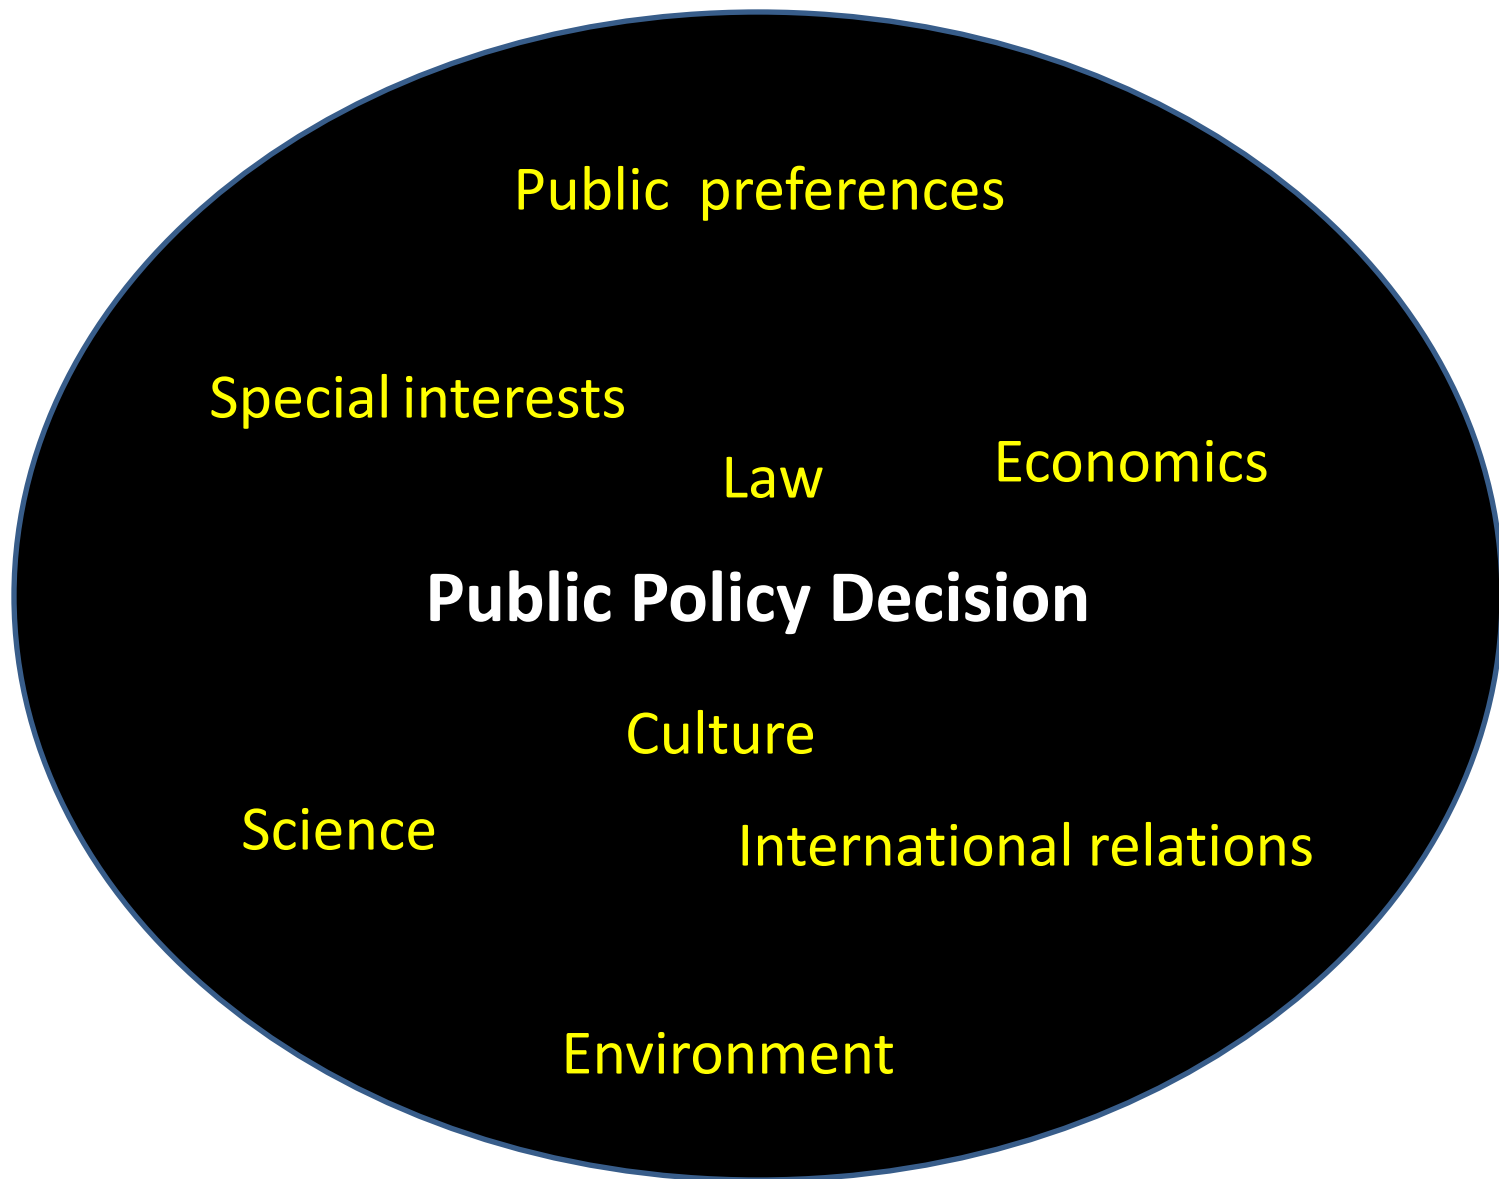 Public preferences
Special interests
Law
Economics
Public Policy Decision
Culture
Science
International relations
Environment